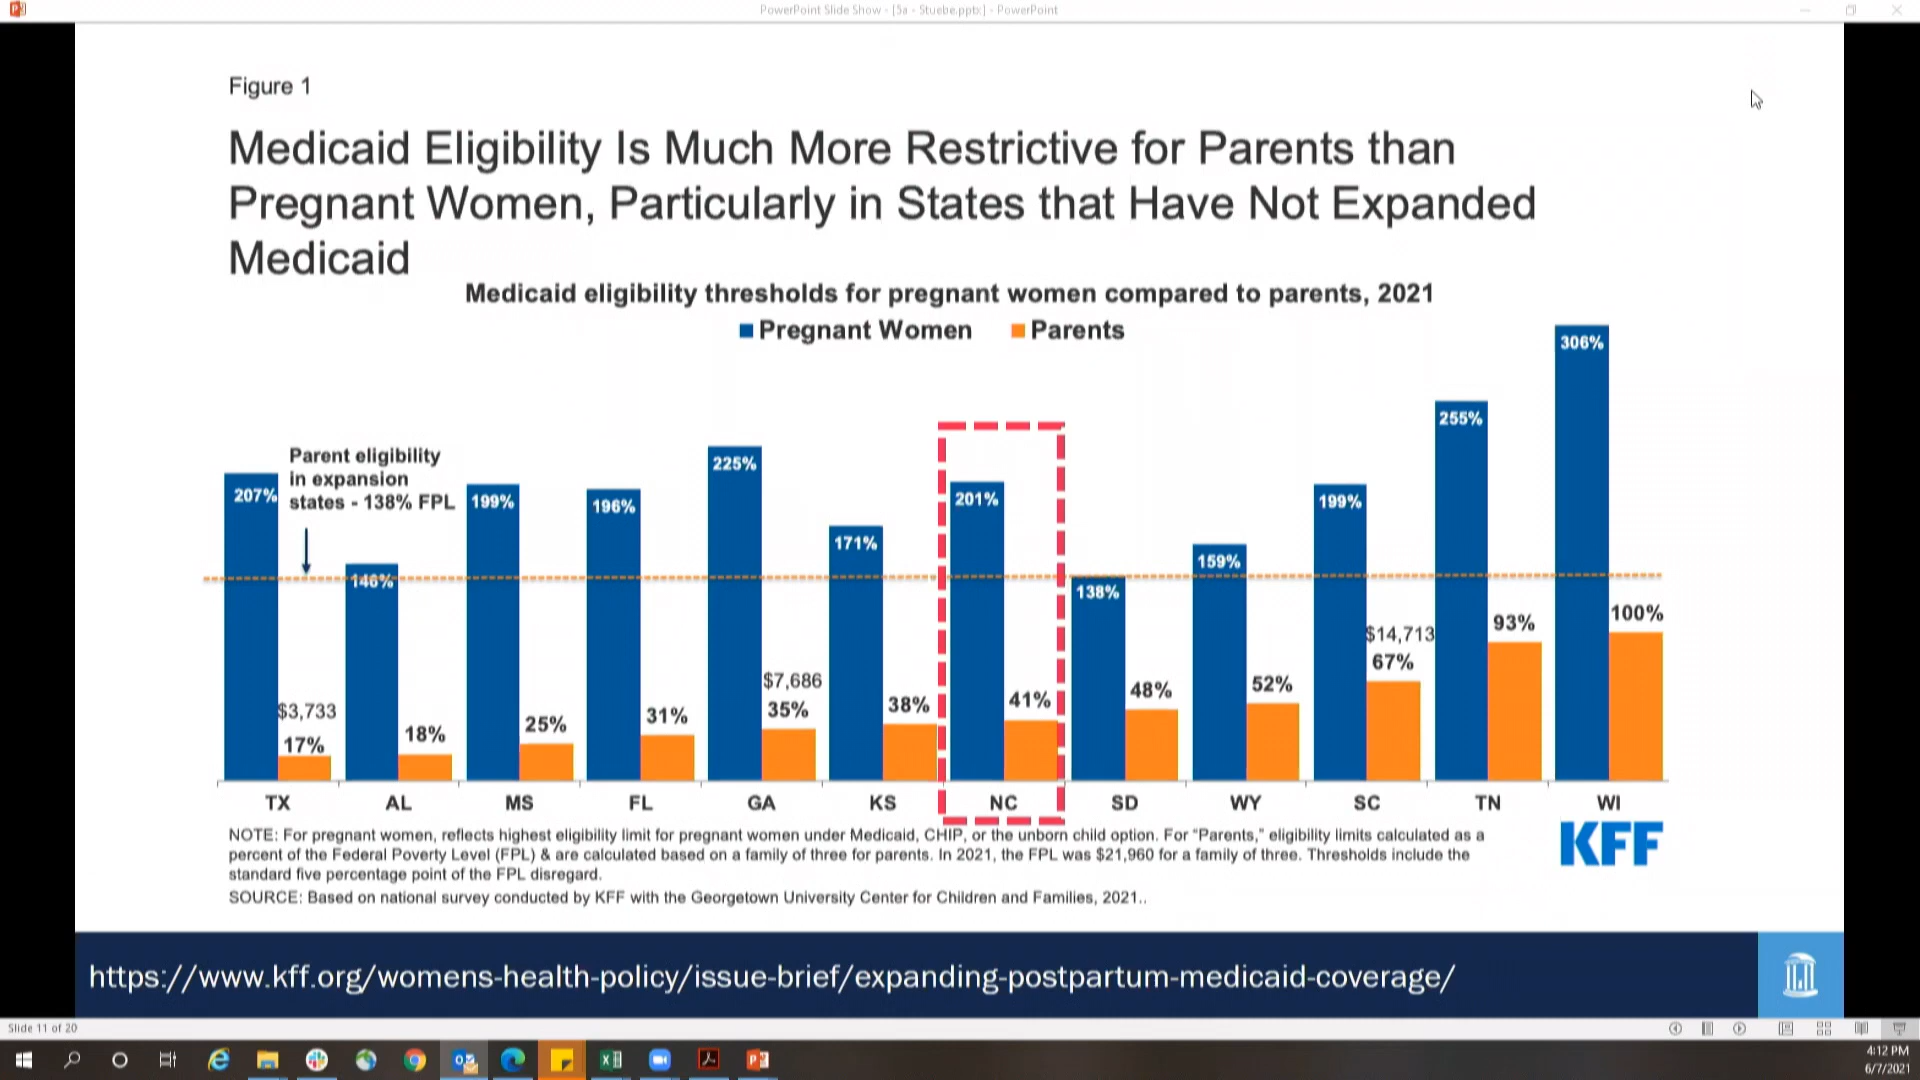 PowerPoint Slide Show - [5a - Stuebe.pptx] - PowerPoint
Figure 1
Medicaid Eligibility Is Much More Restrictive for Parents than
Pregnant Women, Particularly in States that Have Not Expanded
Medicaid
Medicaid eligibility thresholds for pregnant women compared to parents, 2021
Pregnant Women Parents
Parent eligibility
in expansion
states - 138% FPL
207% 199% 196% 225% 171% 201% 138% 159% 199% 255% 306%
146%
$3,733 $7,686 $14,713
17% 18% 25% 31% 35% 38% 41% 48% 52% 67% 93% 100%
TX AL MS FL GA KS NC SD WY SC TN WI
NOTE: For pregnant women, reflects highest eligibility limit for pregnant women under Medicaid, CHIP, or the unborn child option. For “Parents,” eligibility limits calculated as a
percent of the Federal Poverty Level (FPL) & are calculated based on a family of three for parents. In 2021, the FPL was $21,960 for a family of three. Thresholds include the
standard five percentage point of the FPL disregard.
SOURCE: Based on national survey conducted by KFF with the Georgetown University Center for Children and Families, 2021..
KFF
https://www.kff.org/womens-health-policy/issue-brief/expanding-postpartum-medicaid-coverage/
Slide 11 of 20
4:12 PM
6/7/2021